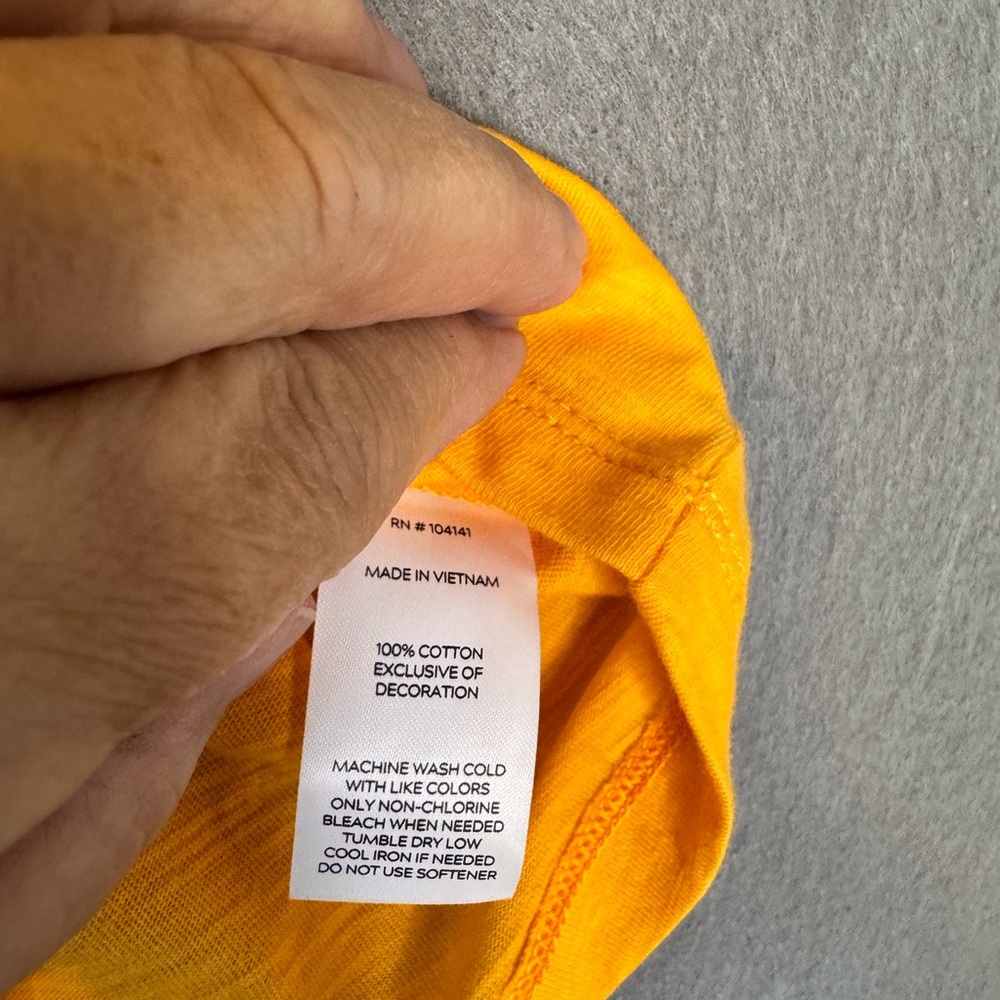 RN # 104141
MADE IN VIETNAM
100% COTTON
EXCLUSIVE OF
DECORATION
MACHINE WASH COLD
WITH LIKE COLORS
ONLY NON-CHLORINE
BLEACH WHEN NEEDED
TUMBLE DRY LOW
COOL IRON IF NEEDED
DO NOT USE SOFTENER